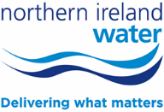 northern ireland
water
Delivering what matters